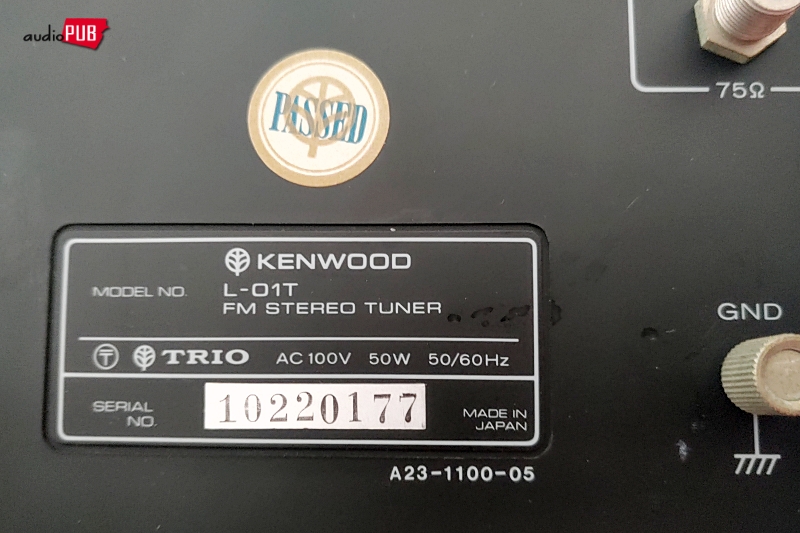 audioPUB
PASSED
75Ω
KENWOOD
MODEL NO. L-01T
FM STEREO TUNER
GND
T TRIO AC 100V 50W 50/60Hz
SERIAL NO. 10220177
MADE IN JAPAN
A23-1100-05